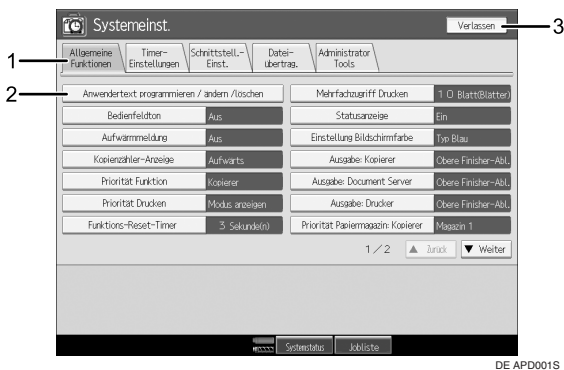 Systemeinst.
Verlassen
3
1
Allgemeine Funktionen
Timer- Einstellungen
Schnittstell.- Einst.
Datei- übertrag.
Administrator Tools
2
Anwendertext programmieren / ändern /löschen
Mehrfachzugriff Drucken
1 0 Blatt(Blätter)
Bedienfeldton
Aus
Statusanzeige
Ein
Aufwärmmeldung
Aus
Einstellung Bildschirmfarbe
Typ Blau
Kopienzähler-Anzeige
Aufwärts
Ausgabe: Kopierer
Obere Finisher-Abl.
Priorität Funktion
Kopierer
Ausgabe: Document Server
Obere Finisher-Abl.
Priorität Drucken
Modus anzeigen
Ausgabe: Drucker
Obere Finisher-Abl.
Funktions-Reset-Timer
3 Sekunde(n)
Priorität Papiermagazin: Kopierer
Magazin 1
1 / 2
▲ Zurück
▼ Weiter
Systemstatus
Jobliste
DE APD001S